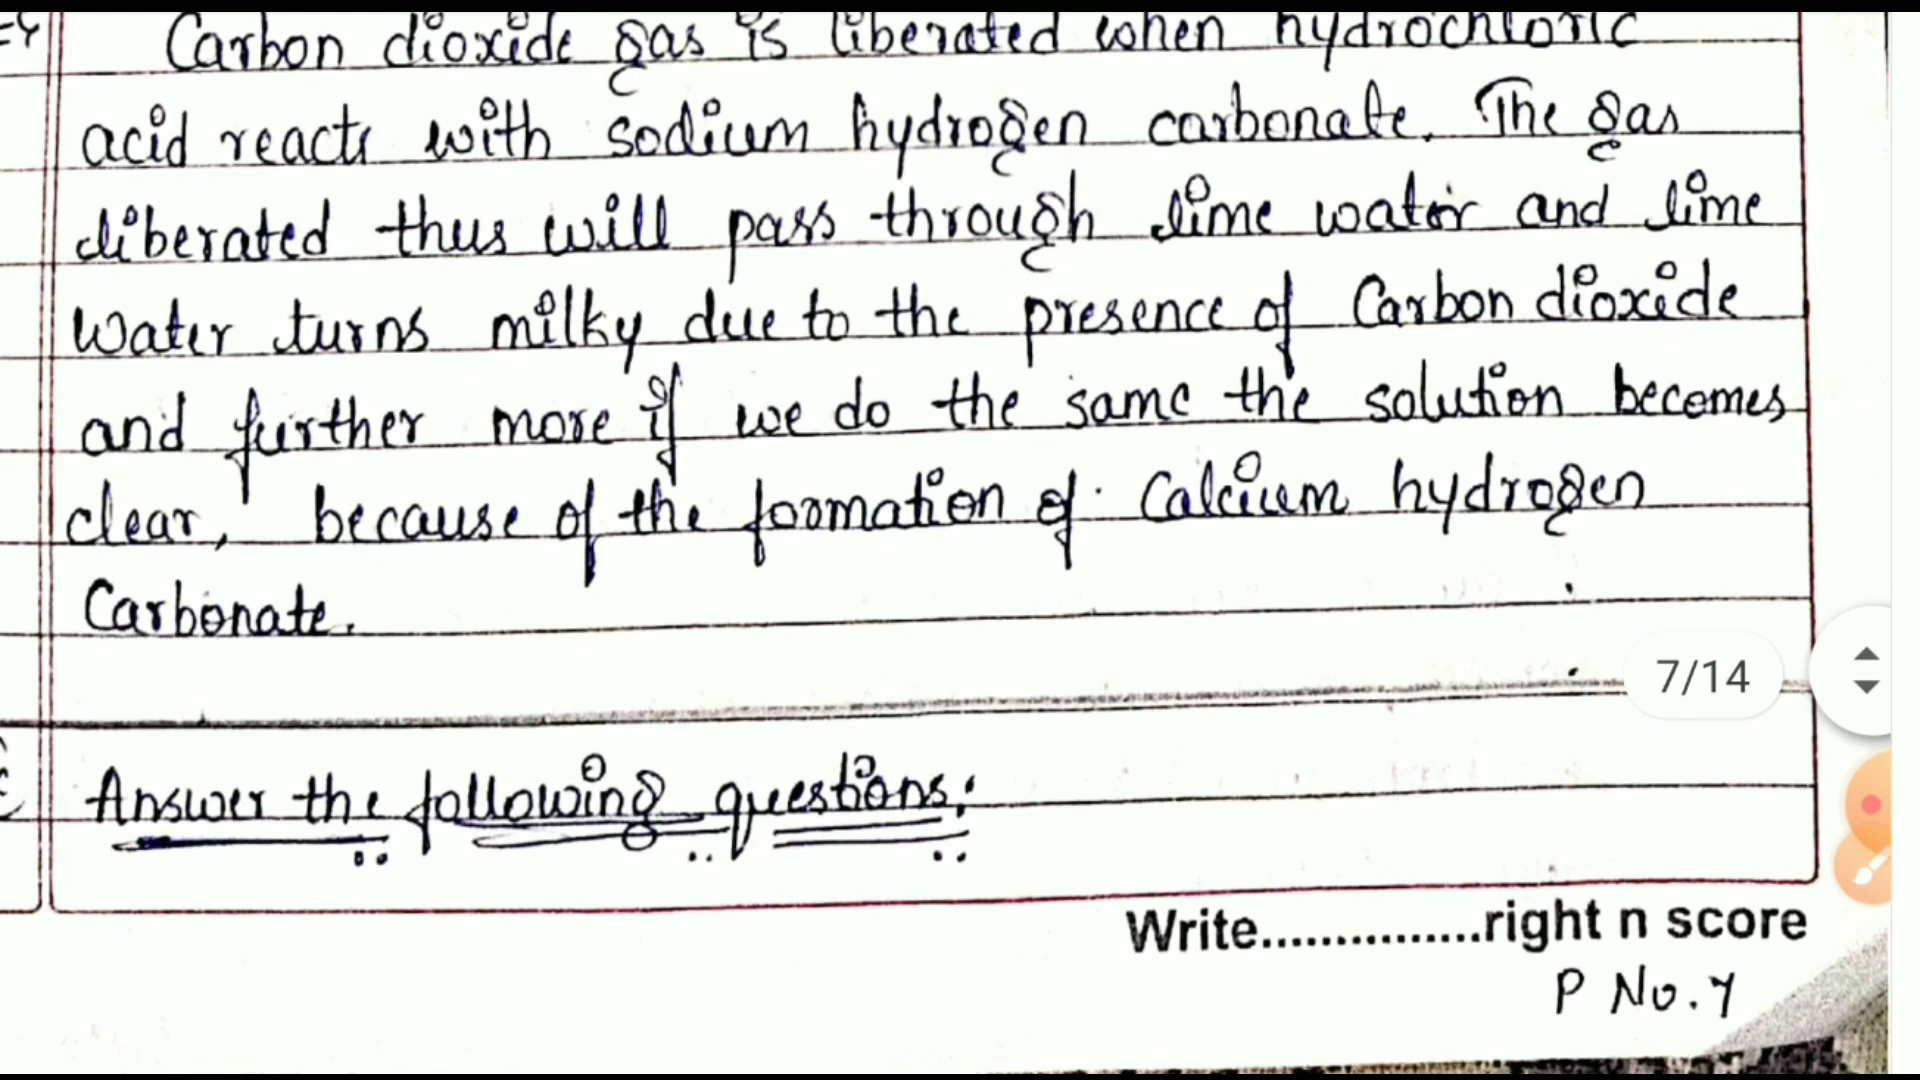 Carbon dioxide gas is liberated when hydrochloric
acid reacts with sodium hydrogen carbonate. The gas
liberated thus will pass through lime water and lime
water turns milky due to the presence of Carbon dioxide
and further more if we do the same the solution becomes
clear, because of the formation of Calcium hydrogen
Carbonate.
7/14
Answer the following questions:
Write...............right n score
P No. 7